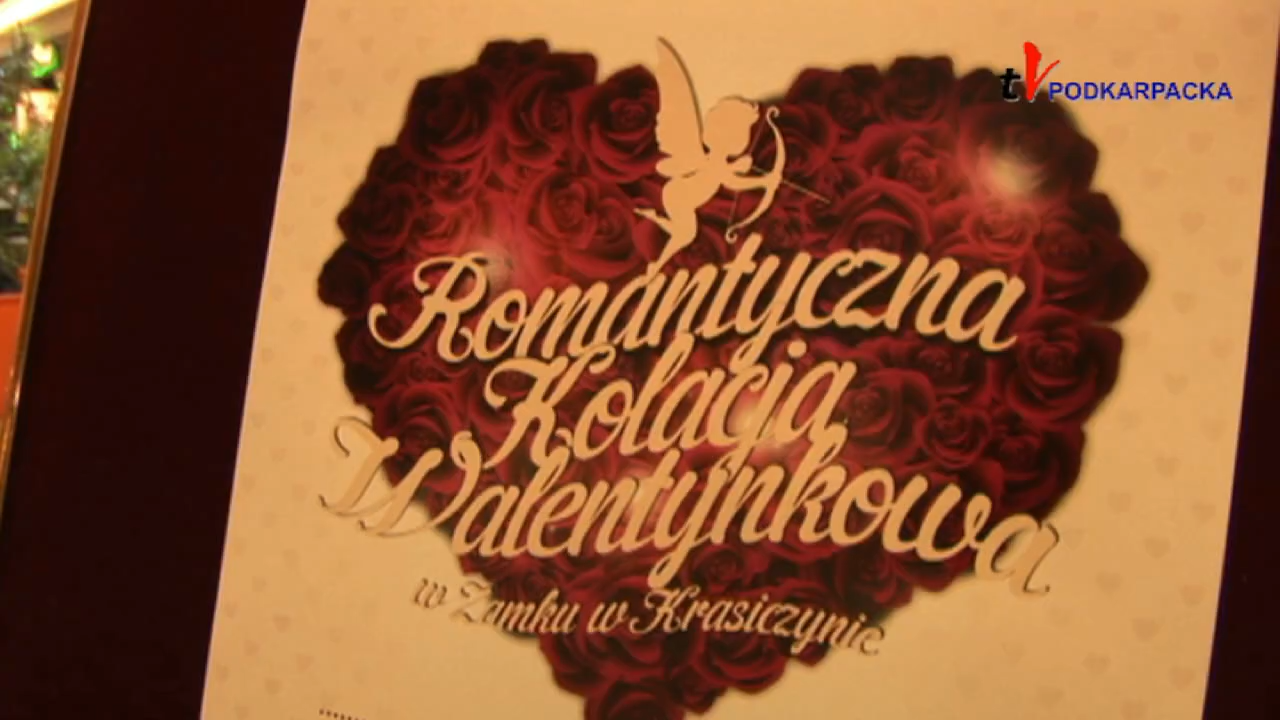 tV PODKARPACKA
Romantyczna
Kolacja
Walentynkowa
w Zamku w Krasiczynie